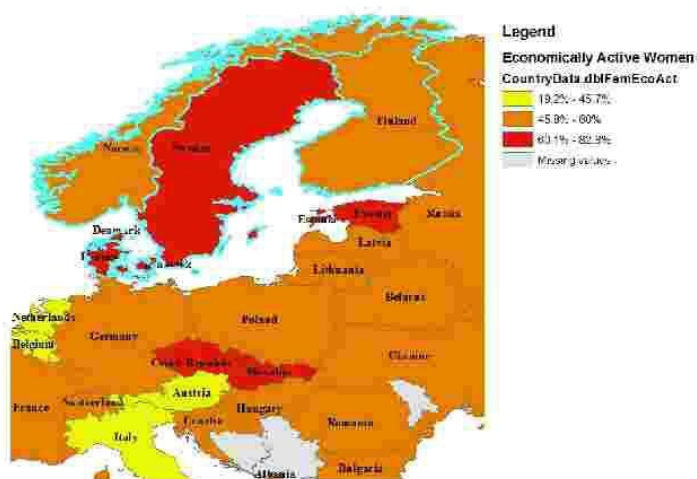 Legend
Economically Active Women
CountryData.dblFemEcoAct
19.2% - 45.7%
45.8% - 60%
60.1% - 82.8%
Missing values
Norway
Sweden
Finland
Denmark
Estonia
Russia
Latvia
Lithuania
Belarus
Netherlands
Belgium
Germany
Poland
Czech Republic
Slovakia
Ukraine
Austria
France
Switzerland
Hungary
Italy
Croatia
Romania
Albania
Bulgaria